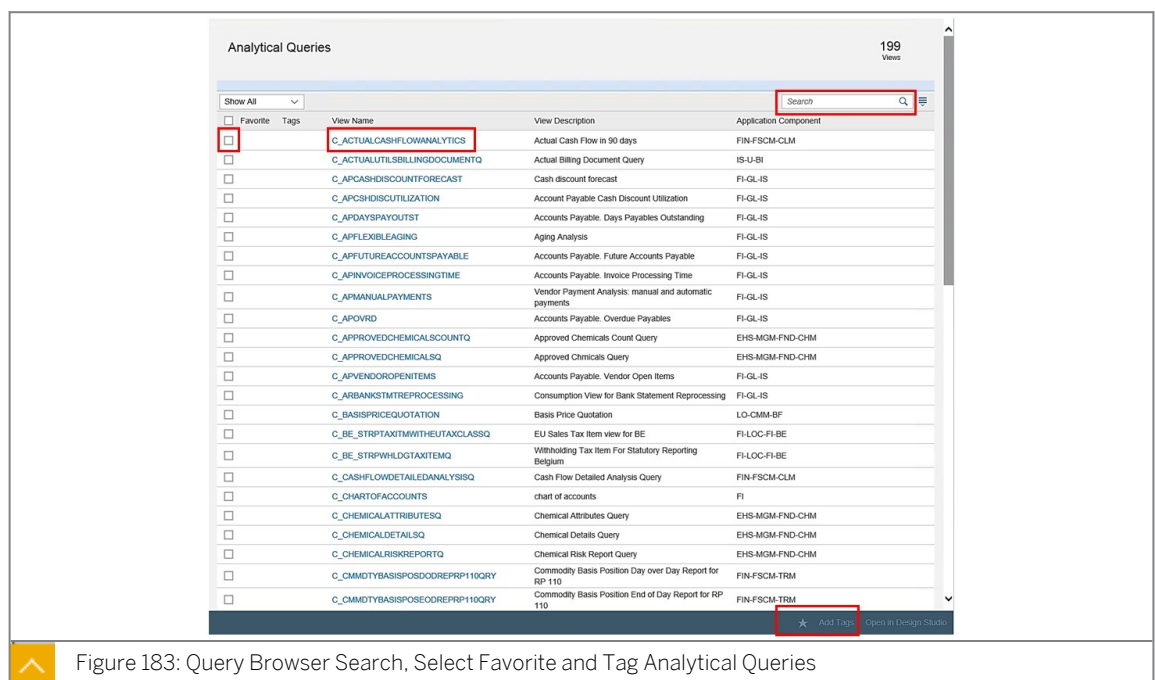 Analytical Queries
199
Views
Show All
Search
Favorite Tags View Name View Description Application Component
C_ACTUALCASHFLOWANALYTICS Actual Cash Flow in 90 days FIN-FSCM-CLM
C_ACTUALUTILSBILLINGDOCUMENTQ Actual Billing Document Query IS-U-BI
C_APCASHDISCOUNTFORECAST Cash discount forecast FI-GL-IS
C_APCSHDISCUTILIZATION Account Payable Cash Discount Utilization FI-GL-IS
C_APDAYSPAYOUTST Accounts Payable. Days Payables Outstanding FI-GL-IS
C_APFLEXIBLEAGING Aging Analysis FI-GL-IS
C_APFUTUREACCOUNTSPAYABLE Accounts Payable. Future Accounts Payable FI-GL-IS
C_APINVOICEPROCESSINGTIME Accounts Payable. Invoice Processing Time FI-GL-IS
C_APMANUALPAYMENTS Vendor Payment Analysis: manual and automatic FI-GL-IS
payments
C_APOVRD Accounts Payable. Overdue Payables FI-GL-IS
C_APPROVEDCHEMICALSCOUNTQ Approved Chemicals Count Query EHS-MGM-FND-CHM
C_APPROVEDCHEMICALSQ Approved Chmicals Query EHS-MGM-FND-CHM
C_APVENDOROPENITEMS Accounts Payable. Vendor Open Items FI-GL-IS
C_ARBANKSTMTREPROCESSING Consumption View for Bank Statement Reprocessing FI-GL-IS
C_BASISPRICEQUOTATION Basis Price Quotation LO-CMM-BF
C_BE_STRPTAXITMWITHEUTAXCLASSQ EU Sales Tax Item view for BE FI-LOC-FI-BE
C_BE_STRPWHLDGTAXITEMQ Withholding Tax Item For Statutory Reporting FI-LOC-FI-BE
Belgium
C_CASHFLOWDETAILEDANALYSISQ Cash Flow Detailed Analysis Query FIN-FSCM-CLM
C_CHARTOFACCOUNTS chart of accounts FI
C_CHEMICALATTRIBUTESQ Chemical Attributes Query EHS-MGM-FND-CHM
C_CHEMICALDETAILSQ Chemical Details Query EHS-MGM-FND-CHM
C_CHEMICALRISKREPORTQ Chemical Risk Report Query EHS-MGM-FND-CHM
C_CMMDTYBASISPOSDODREPRP110QRY Commodity Basis Position Day over Day Report for FIN-FSCM-TRM
RP 110
C_CMMDTYBASISPOSEODREPRP110QRY Commodity Basis Position End of Day Report for RP FIN-FSCM-TRM
110
Add Tags Open in Design Studio
Figure 183: Query Browser Search, Select Favorite and Tag Analytical Queries